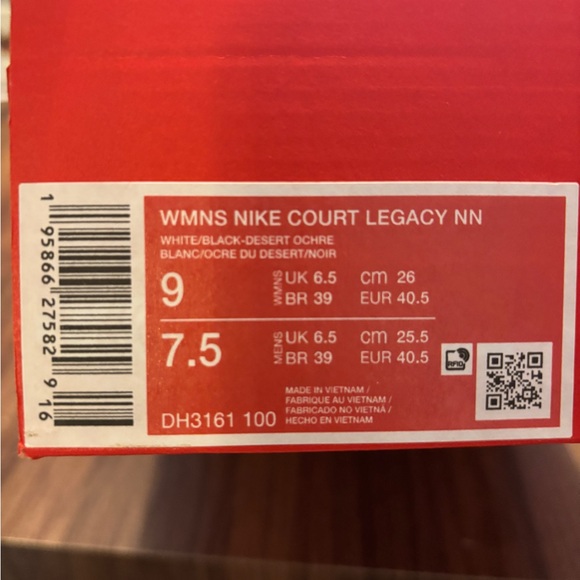 WMNS NIKE COURT LEGACY NN
WHITE/BLACK-DESERT OCHRE
BLANC/OCRE DU DESERT/NOIR
9 WMNS UK 6.5 cm 26
BR 39 EUR 40.5
7.5 MENS UK 6.5 cm 25.5
BR 39 EUR 40.5
RFID
MADE IN VIETNAM /
FABRIQUE AU VIETNAM /
FABRICADO NO VIETNÃ /
HECHO EN VIETNAM
DH3161 100
1 95866 27582 9 16